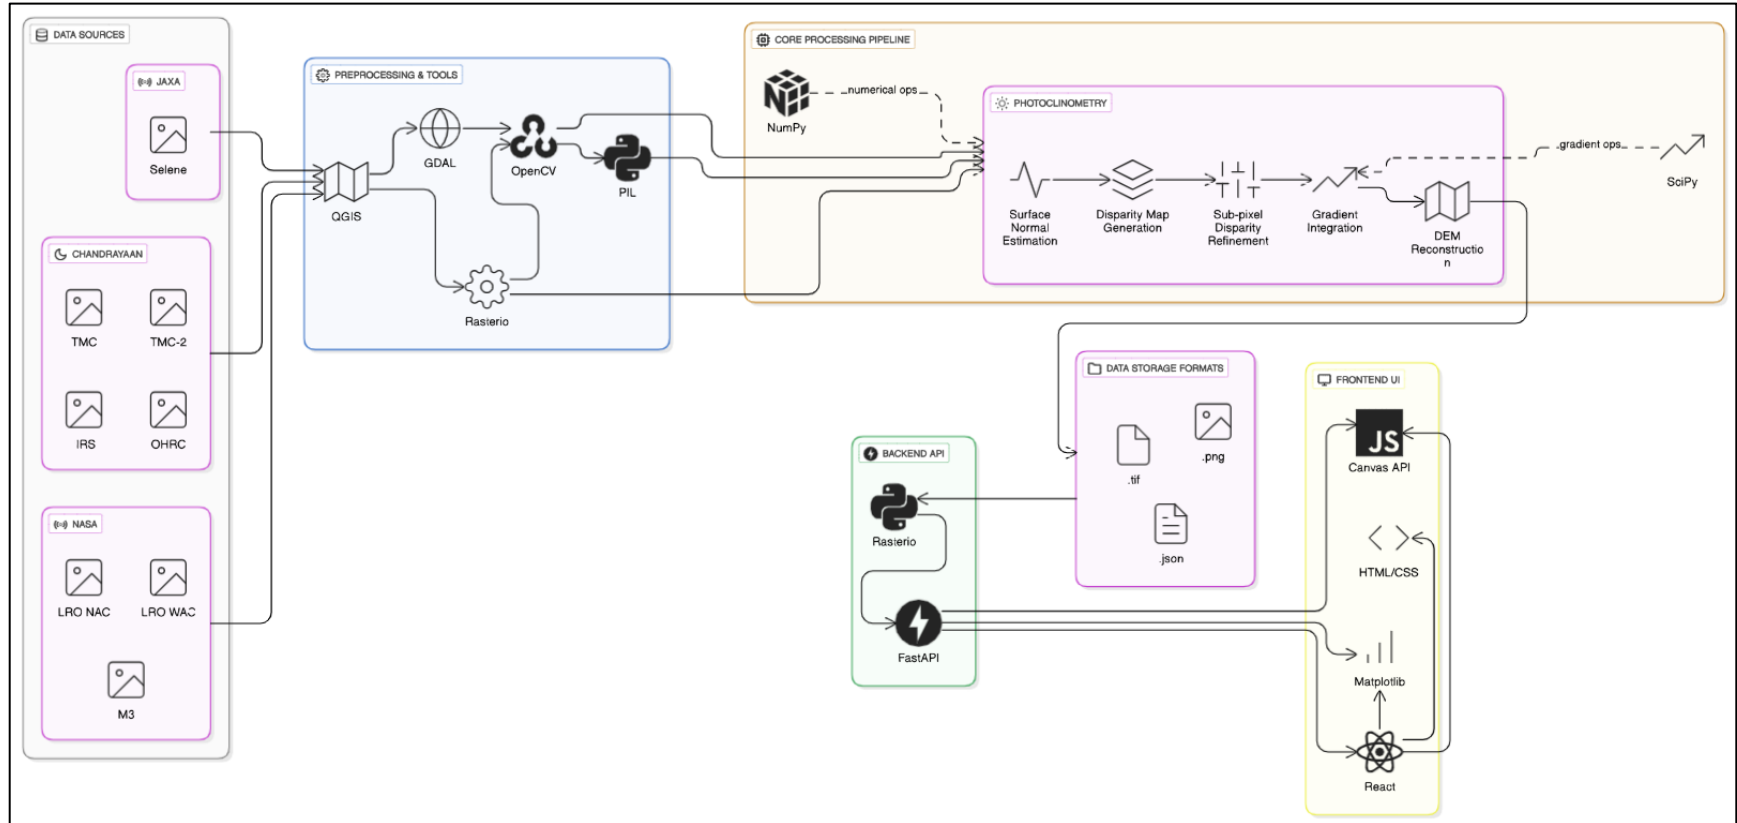 DATA SOURCES
JAXA
Selene
CHANDRAYAAN
TMC
TMC-2
IRS
OHRC
NASA
LRO NAC
LRO WAC
M3
PREPROCESSING & TOOLS
QGIS
GDAL
OpenCV
PIL
Rasterio
CORE PROCESSING PIPELINE
NumPy
numerical ops
PHOTOCLINOMETRY
Surface
Normal
Estimation
Disparity Map
Generation
Sub-pixel
Disparity
Refinement
Gradient
Integration
DEM
Reconstructio
n
gradient ops
SciPy
DATA STORAGE FORMATS
.tif
.png
.json
BACKEND API
Rasterio
FastAPI
FRONTEND UI
JS
Canvas API
HTML/CSS
Matplotlib
React